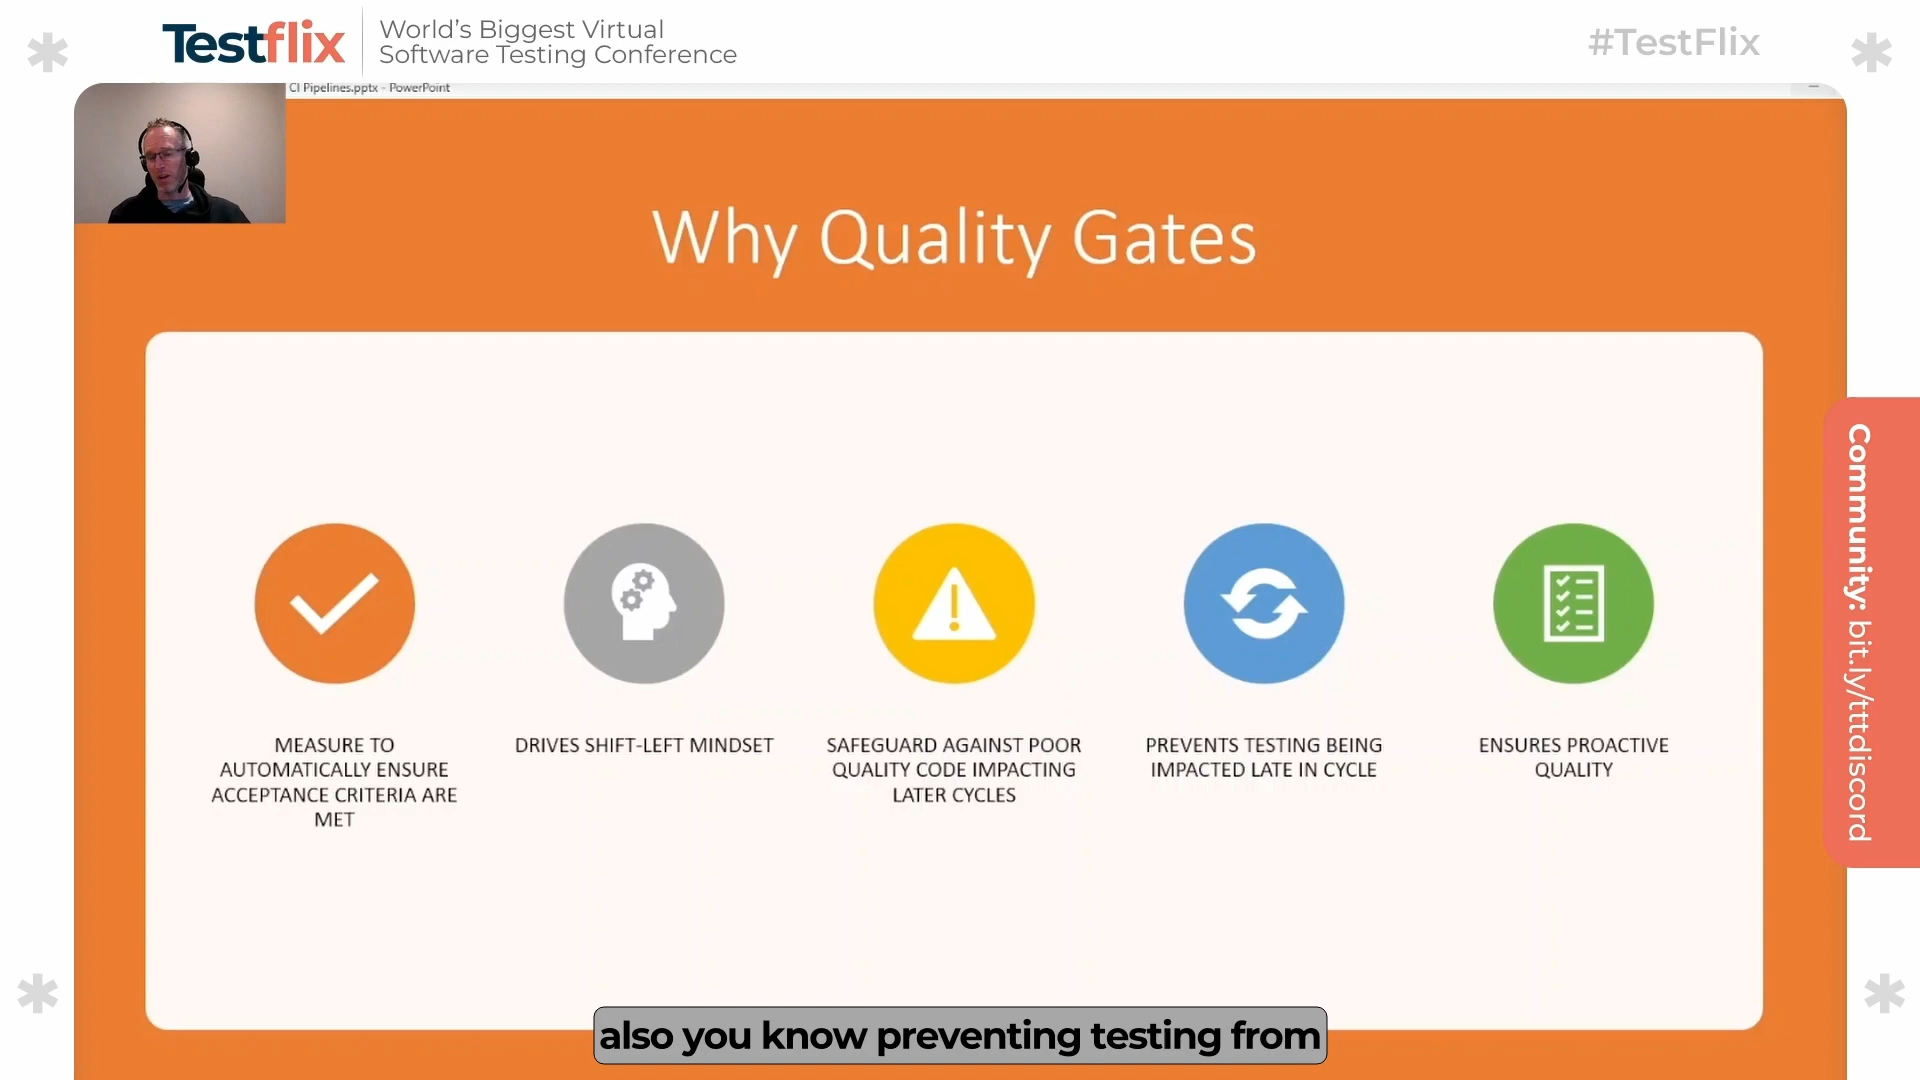 Testflix
World's Biggest Virtual
Software Testing Conference
#TestFlix
CI Pipelines.pptx - PowerPoint
Why Quality Gates
MEASURE TO
AUTOMATICALLY ENSURE
ACCEPTANCE CRITERIA ARE
MET
DRIVES SHIFT-LEFT MINDSET
SAFEGUARD AGAINST POOR
QUALITY CODE IMPACTING
LATER CYCLES
PREVENTS TESTING BEING
IMPACTED LATE IN CYCLE
ENSURES PROACTIVE
QUALITY
Community: bit.ly/tttdiscord
also you know preventing testing from